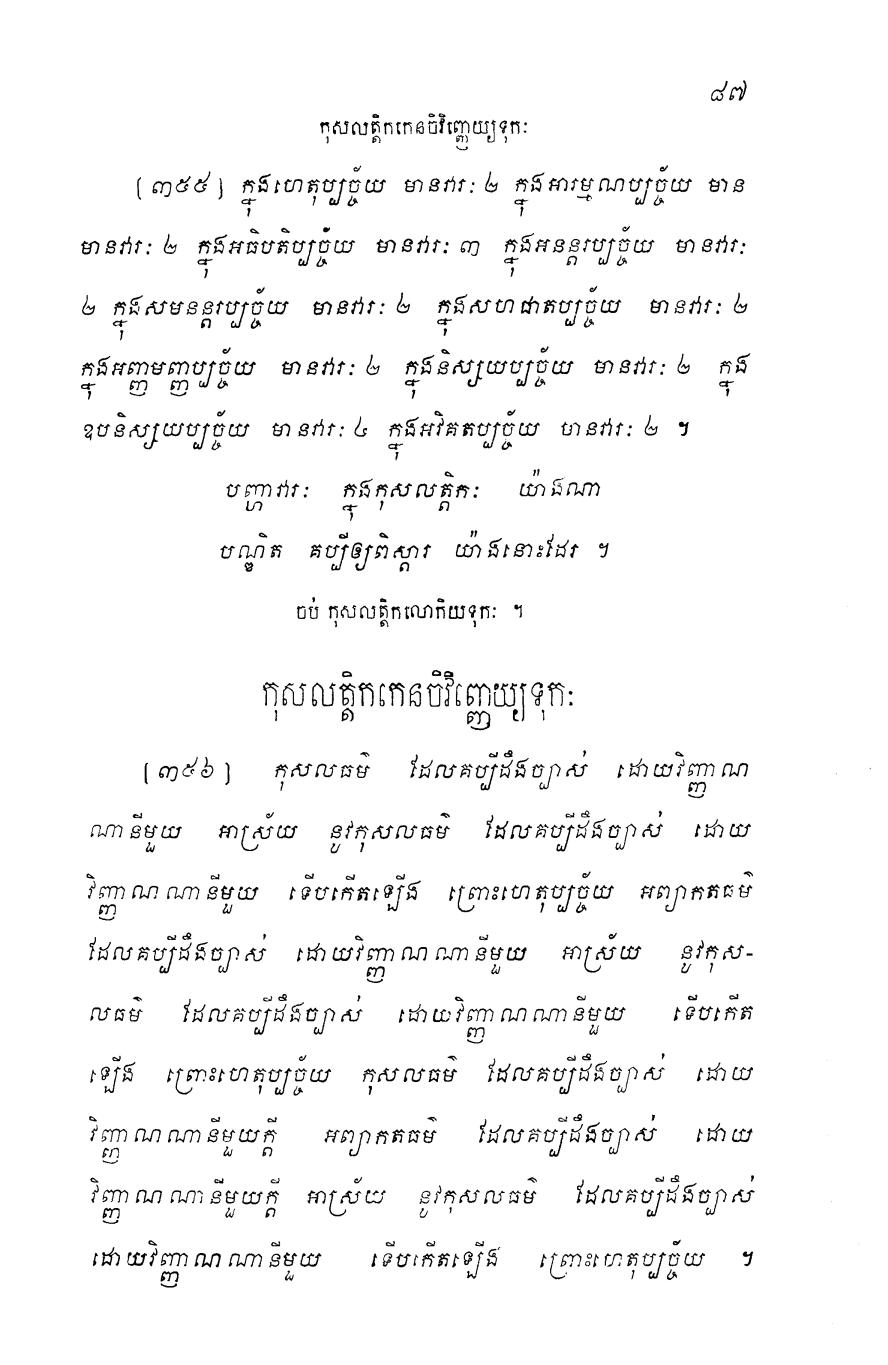 ៨៧
កុសលត្តិកកេនចិវិញ្ញេយ្យទុកៈ
[៣៥៥] ក្នុងហេតុប្បច្ច័យ មានវារៈ ២ ក្នុងអារម្មណប្បច្ច័យ មាន
មានវារៈ ២ ក្នុងអធិបតិប្បច្ច័យ មានវារៈ ៣ ក្នុងអនន្តរប្បច្ច័យ មានវារៈ
២ ក្នុងសមនន្តរប្បច្ច័យ មានវារៈ ២ ក្នុងសហជាតប្បច្ច័យ មានវារៈ ២
ក្នុងអញ្ញមញ្ញប្បច្ច័យ មានវារៈ ២ ក្នុងនិស្សយប្បច្ច័យ មានវារៈ ២ ក្នុង
ឧបនិស្សយប្បច្ច័យ មានវារៈ ៤ ក្នុងអវិគតប្បច្ច័យ មានវារៈ ២ ។
បញ្ហាវារៈ ក្នុងកុសលត្តិកៈ យ៉ាងណា
បណ្ឌិត គប្បីឲ្យពិស្តារ យ៉ាងនោះដែរ ។
ចប់ កុសលត្តិកលោកិយទុកៈ ។
កុសលត្តិកកេនចិវិញ្ញេយ្យទុកៈ
[៣៥៦] កុសលធម៌ ដែលគប្បីដឹងច្បាស់ ដោយវិញ្ញាណ
ណានីមួយ អាស្រ័យ នូវកុសលធម៌ ដែលគប្បីដឹងច្បាស់ ដោយ
វិញ្ញាណណានីមួយ ទើបកើតឡើង ព្រោះហេតុប្បច្ច័យ អព្យាកតធម៌
ដែលគប្បីដឹងច្បាស់ ដោយវិញ្ញាណណានីមួយ អាស្រ័យ នូវកុស-
លធម៌ ដែលគប្បីដឹងច្បាស់ ដោយវិញ្ញាណណានីមួយ ទើបកើត
ឡើង ព្រោះហេតុប្បច្ច័យ កុសលធម៌ ដែលគប្បីដឹងច្បាស់ ដោយ
វិញ្ញាណណានីមួយក្តី អព្យាកតធម៌ ដែលគប្បីដឹងច្បាស់ ដោយ
វិញ្ញាណណានីមួយក្តី អាស្រ័យ នូវកុសលធម៌ ដែលគប្បីដឹងច្បាស់
ដោយវិញ្ញាណណានីមួយ ទើបកើតឡើង ព្រោះហេតុប្បច្ច័យ ។